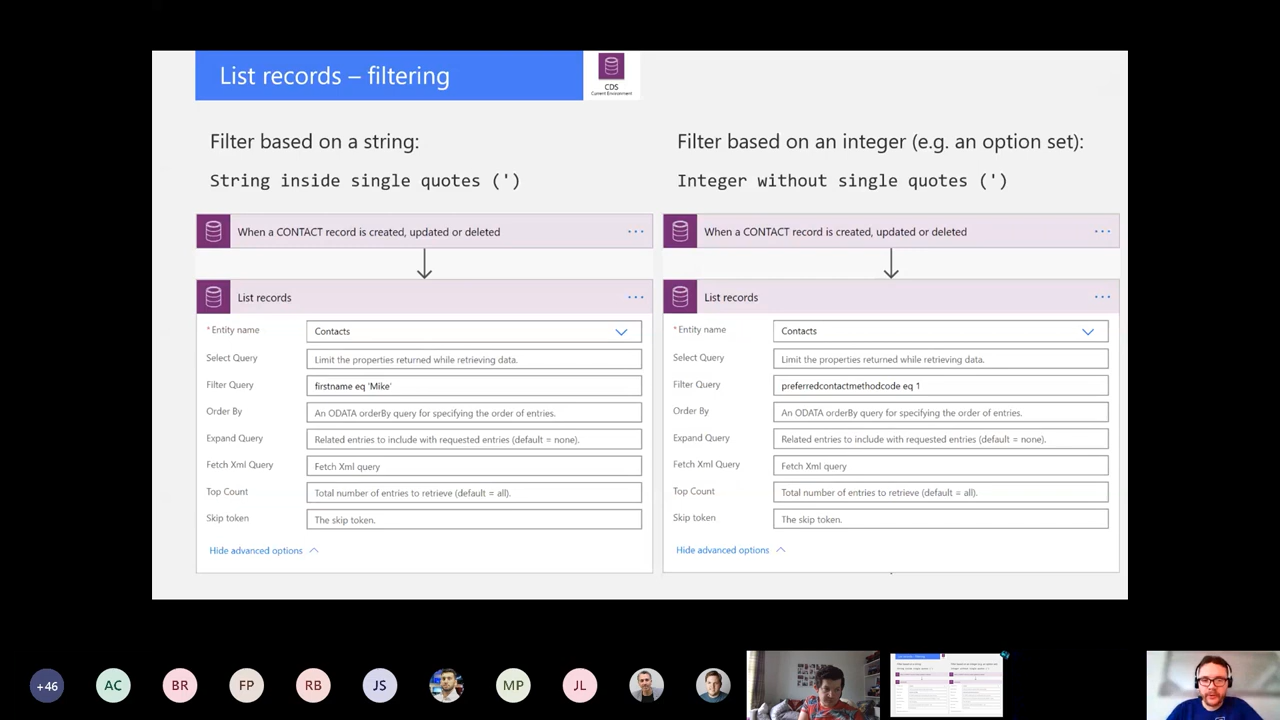 List records – filtering
CDS
Current Environment
Filter based on a string:
String inside single quotes (')
When a CONTACT record is created, updated or deleted
...
List records
...
*Entity name
Contacts
Select Query
Limit the properties returned while retrieving data.
Filter Query
firstname eq 'Mike'
Order By
An ODATA orderBy query for specifying the order of entries.
Expand Query
Related entries to include with requested entries (default = none).
Fetch Xml Query
Fetch Xml query
Top Count
Total number of entries to retrieve (default = all).
Skip token
The skip token.
Hide advanced options
Filter based on an integer (e.g. an option set):
Integer without single quotes (')
When a CONTACT record is created, updated or deleted
...
List records
...
*Entity name
Contacts
Select Query
Limit the properties returned while retrieving data.
Filter Query
preferredcontactmethodcode eq 1
Order By
An ODATA orderBy query for specifying the order of entries.
Expand Query
Related entries to include with requested entries (default = none).
Fetch Xml Query
Fetch Xml query
Top Count
Total number of entries to retrieve (default = all).
Skip token
The skip token.
Hide advanced options
+46
AC
BR
RB
JS
JL